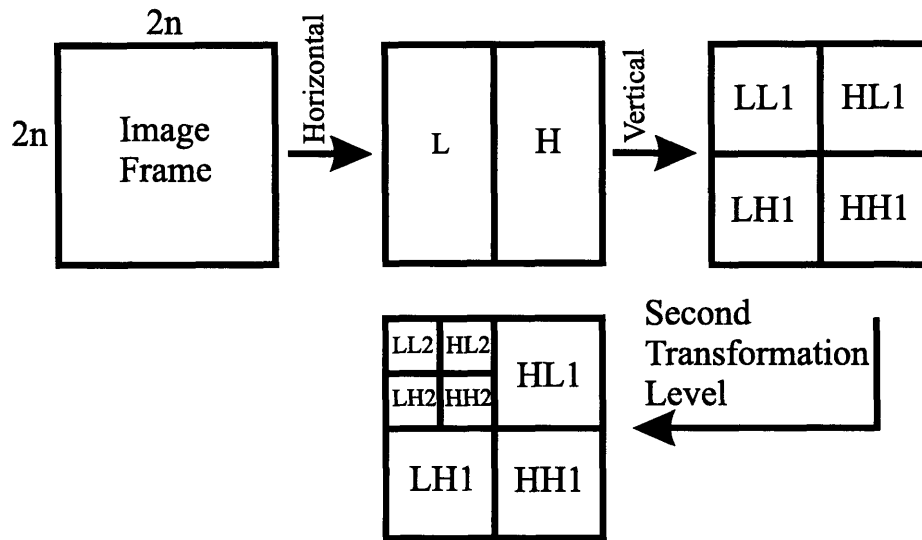 2n
2n
Image
Frame
Horizontal
L
H
Vertical
LL1
HL1
LH1
HH1
Second
Transformation
Level
LL2
HL2
LH2
HH2
HL1
LH1
HH1